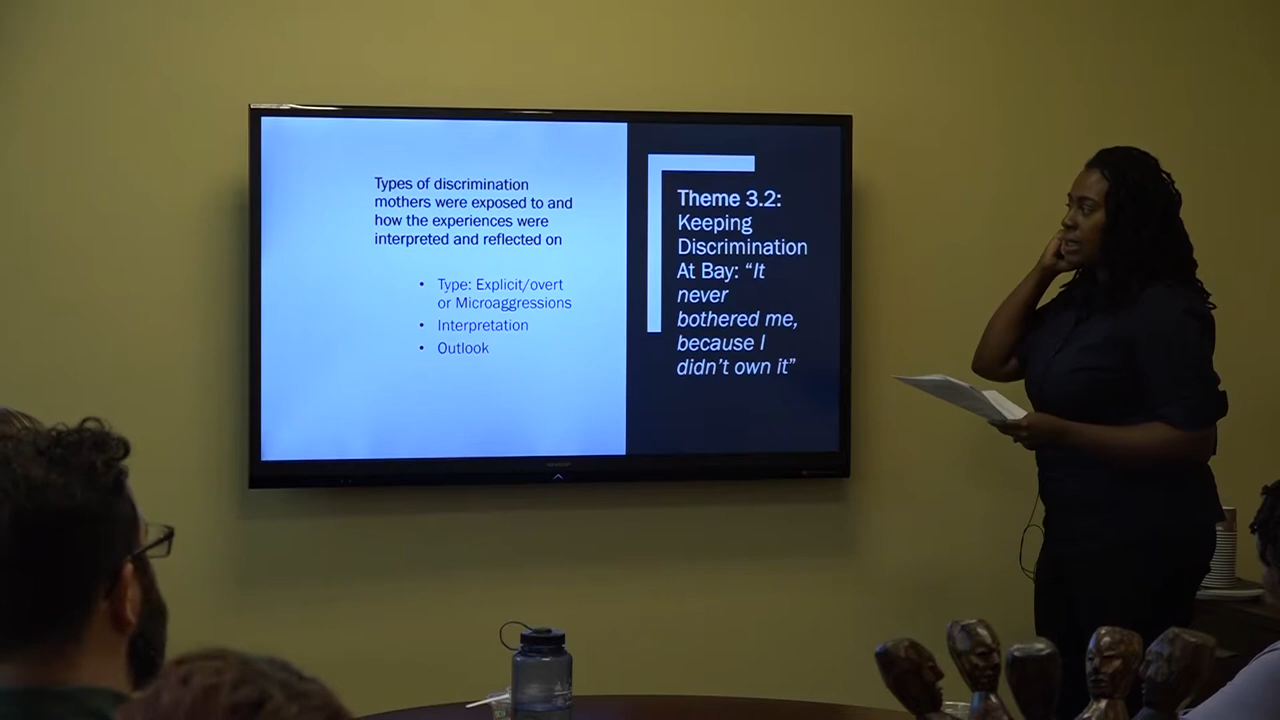 Types of discrimination
mothers were exposed to and
how the experiences were
interpreted and reflected on
• Type: Explicit/overt
or Microaggressions
• Interpretation
• Outlook
Theme 3.2:
Keeping
Discrimination
At Bay: “It
never
bothered me,
because I
didn’t own it”
SHARP